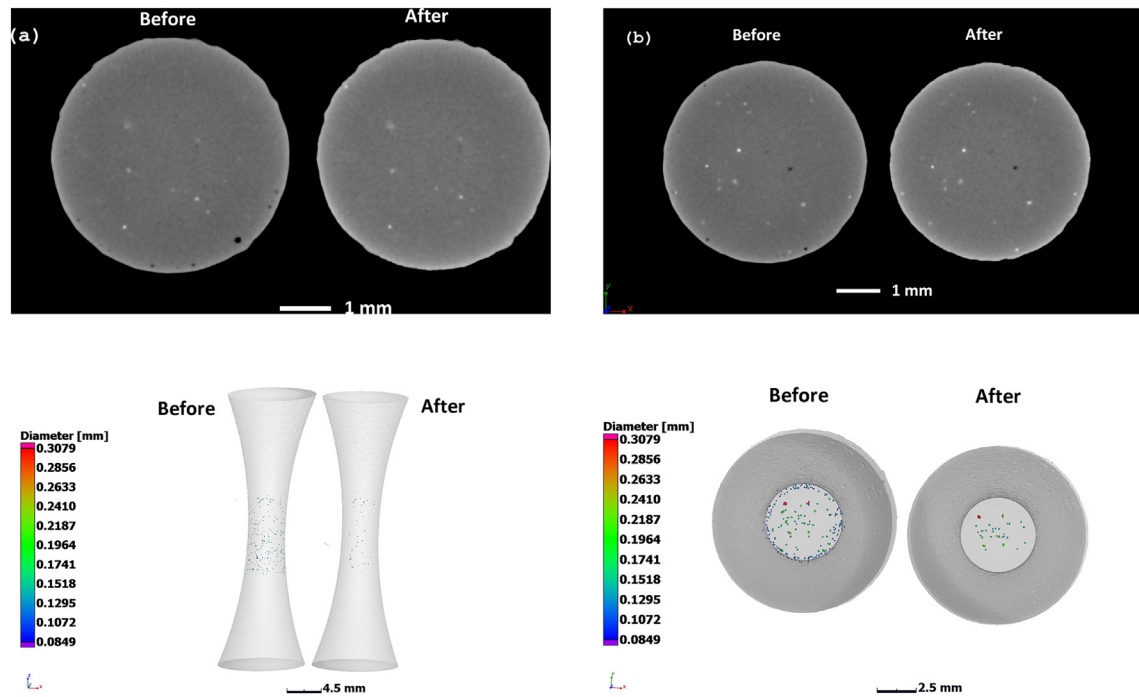 (a)
Before
After
1 mm
(b)
Before
After
1 mm
Before
After
Diameter [mm]
0.3079
0.2856
0.2633
0.2410
0.2187
0.1964
0.1741
0.1518
0.1295
0.1072
0.0849
4.5 mm
Before
After
Diameter [mm]
0.3079
0.2856
0.2633
0.2410
0.2187
0.1964
0.1741
0.1518
0.1295
0.1072
0.0849
2.5 mm